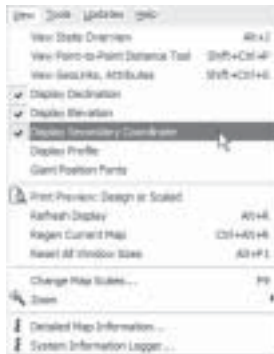 View Tools Updates Help
View State Overview Alt+J
View Point-to-Point Distance Tool Shift+Ctrl+P
View GeoLinks, Attributes Shift+Ctrl+G
Display Declination
Display Elevation
Display Secondary Coordinate
Display Profile
Giant Position Fonts
Print Preview: Design or Scaled
Refresh Display Alt+R
Regen Current Map Ctrl+Alt+R
Reset All Window Sizes Alt+F1
Change Map Scales... F9
Zoom
Detailed Map Information...
System Information Logger...